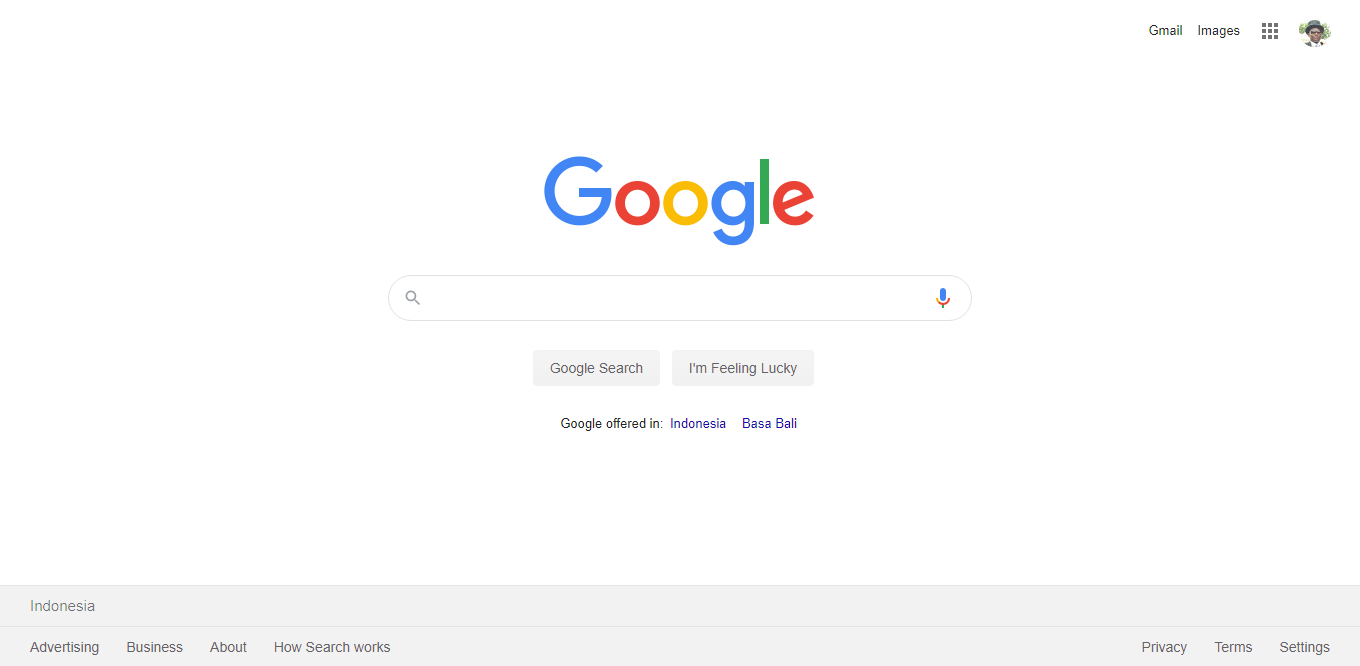 Gmail Images
Google
Google Search I'm Feeling Lucky
Google offered in: Indonesia Basa Bali
Indonesia
Advertising Business About How Search works Privacy Terms Settings